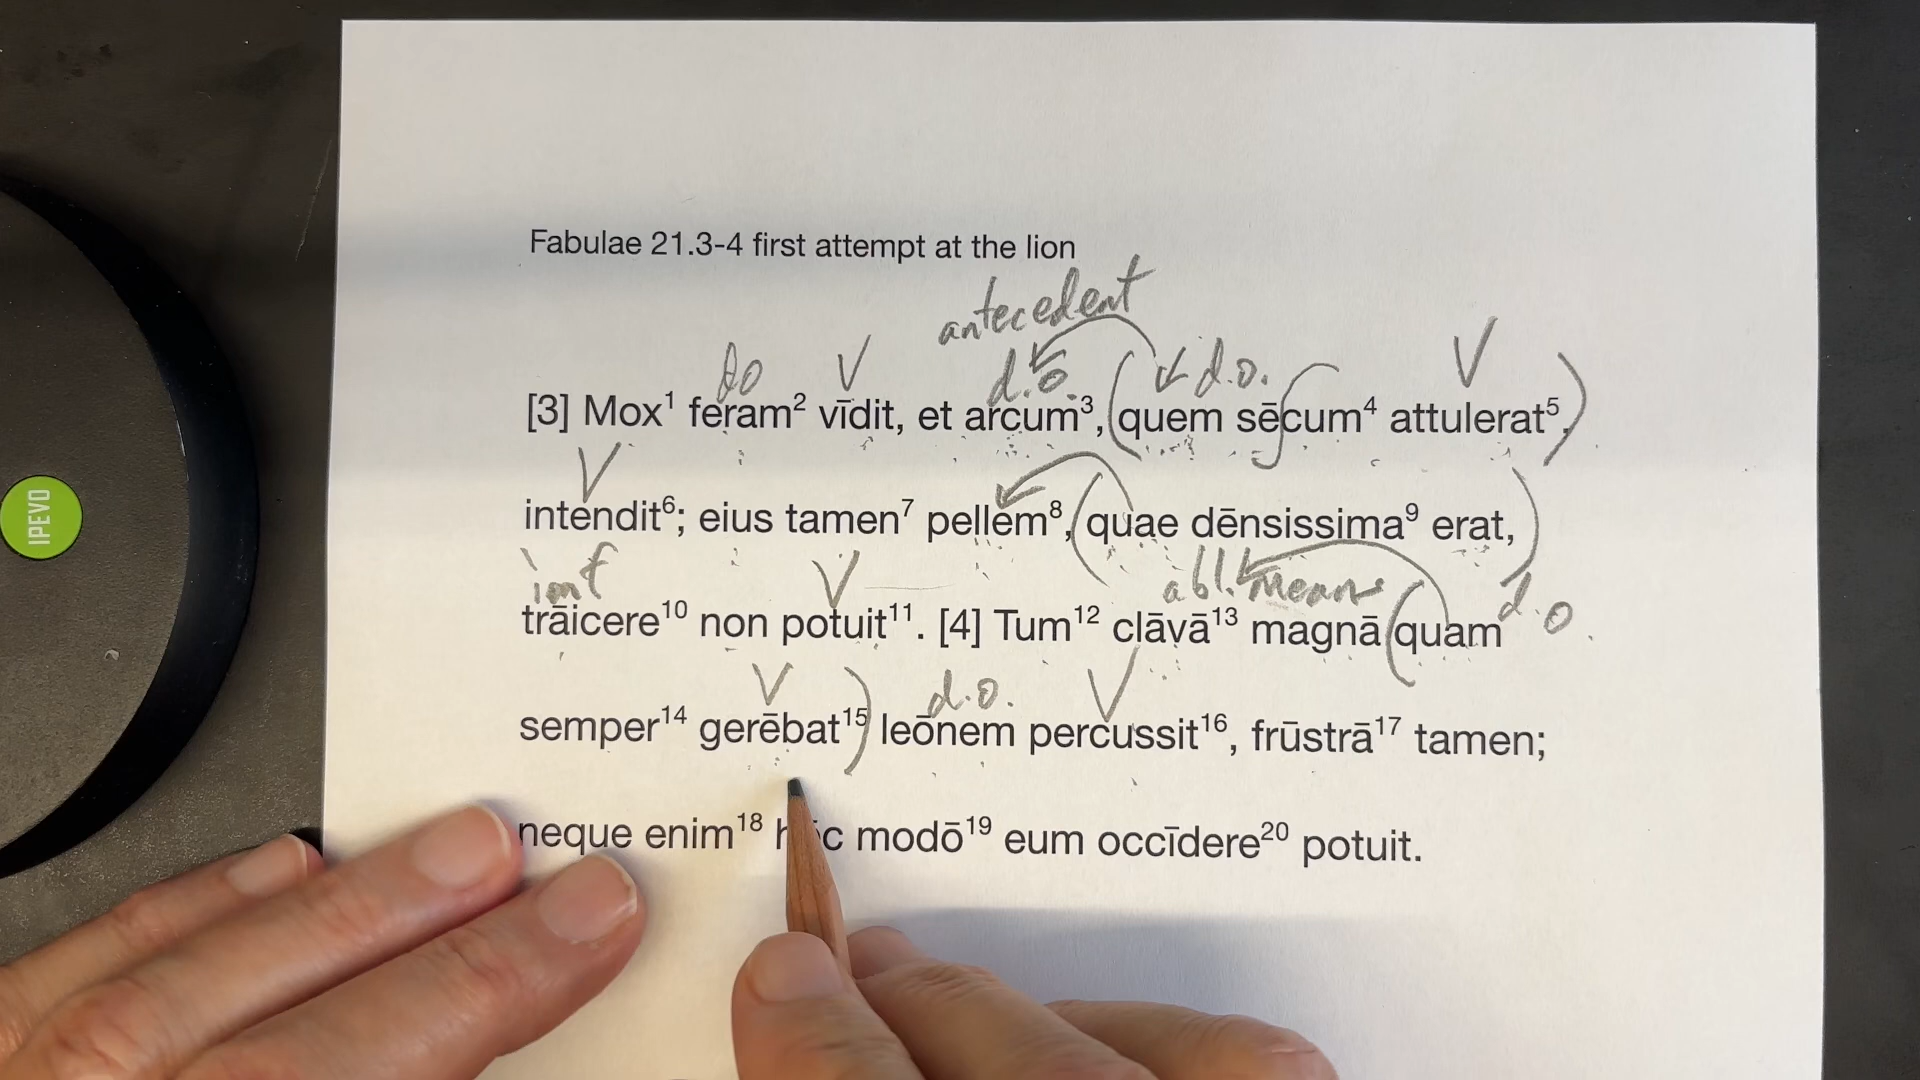 IPEVO
Fabulae 21.3-4 first attempt at the lion
antecedent
do V d.o. d.o. V
[3] Mox¹ feram² vīdit, et arcum³, (quem sēcum⁴ attulerat⁵,)
V
intendit⁶; eius tamen⁷ pellem⁸, (quae dēnsissima⁹ erat,)
inf V abl. means d.o.
trāicere¹⁰ non potuit¹¹. [4] Tum¹² clāvā¹³ magnā (quam
V d.o. V
semper¹⁴ gerēbat¹⁵) leōnem percussit¹⁶, frūstrā¹⁷ tamen;
neque enim¹⁸ modō¹⁹ eum occīdere²⁰ potuit.